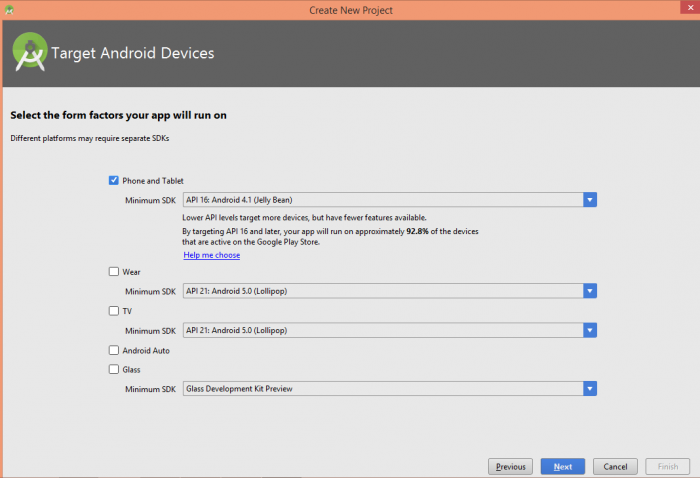 Create New Project
Target Android Devices
Select the form factors your app will run on
Different platforms may require separate SDKs
Phone and Tablet
Minimum SDK API 16: Android 4.1 (Jelly Bean)
Lower API levels target more devices, but have fewer features available.
By targeting API 16 and later, your app will run on approximately 92.8% of the devices
that are active on the Google Play Store.
Help me choose
Wear
Minimum SDK API 21: Android 5.0 (Lollipop)
TV
Minimum SDK API 21: Android 5.0 (Lollipop)
Android Auto
Glass
Minimum SDK Glass Development Kit Preview
Previous Next Cancel Finish